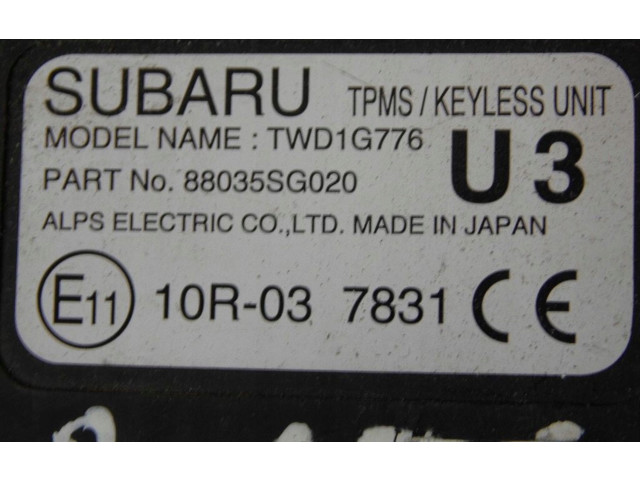 SUBARU TPMS / KEYLESS UNIT
MODEL NAME : TWD1G776
U3
PART No. 88035SG020
ALPS ELECTRIC CO.,LTD. MADE IN JAPAN
E11 10R-03 7831 CE